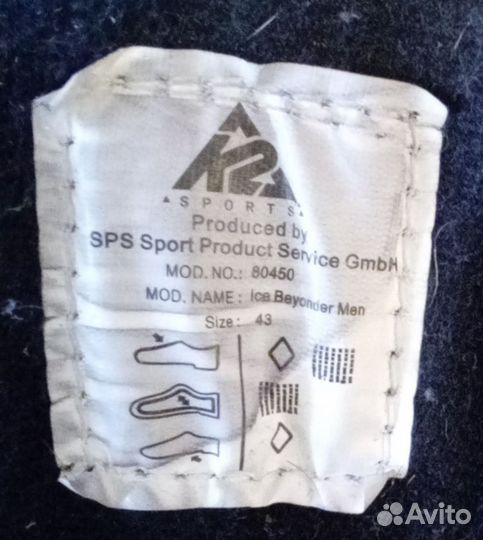 K2
SPORTS
Produced by
SPS Sport Product Service GmbH
MOD. NO.: 80450
MOD. NAME: Ice Beyonder Men
Size: 43
Avito